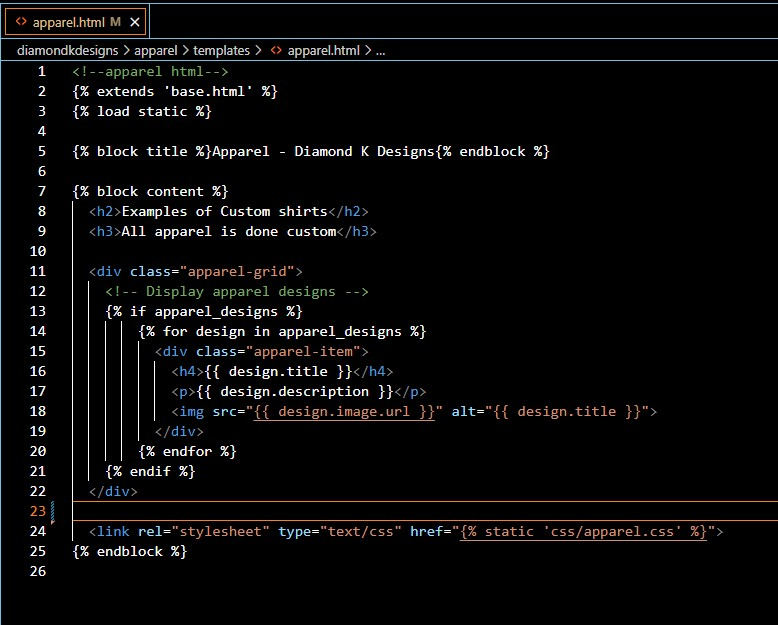 <> apparel.html M ×
diamondkdesigns > apparel > templates > <> apparel.html > ...
1 <!--apparel html-->
2 {% extends 'base.html' %}
3 {% load static %}
4
5 {% block title %}Apparel - Diamond K Designs{% endblock %}
6
7 {% block content %}
8   <h2>Examples of Custom shirts</h2>
9   <h3>All apparel is done custom</h3>
10
11   <div class="apparel-grid">
12     <!-- Display apparel designs -->
13     {% if apparel_designs %}
14         {% for design in apparel_designs %}
15           <div class="apparel-item">
16             <h4>{{ design.title }}</h4>
17             <p>{{ design.description }}</p>
18             <img src="{{ design.image.url }}" alt="{{ design.title }}">
19           </div>
20         {% endfor %}
21     {% endif %}
22   </div>
23
24   <link rel="stylesheet" type="text/css" href="{% static 'css/apparel.css' %}">
25 {% endblock %}
26